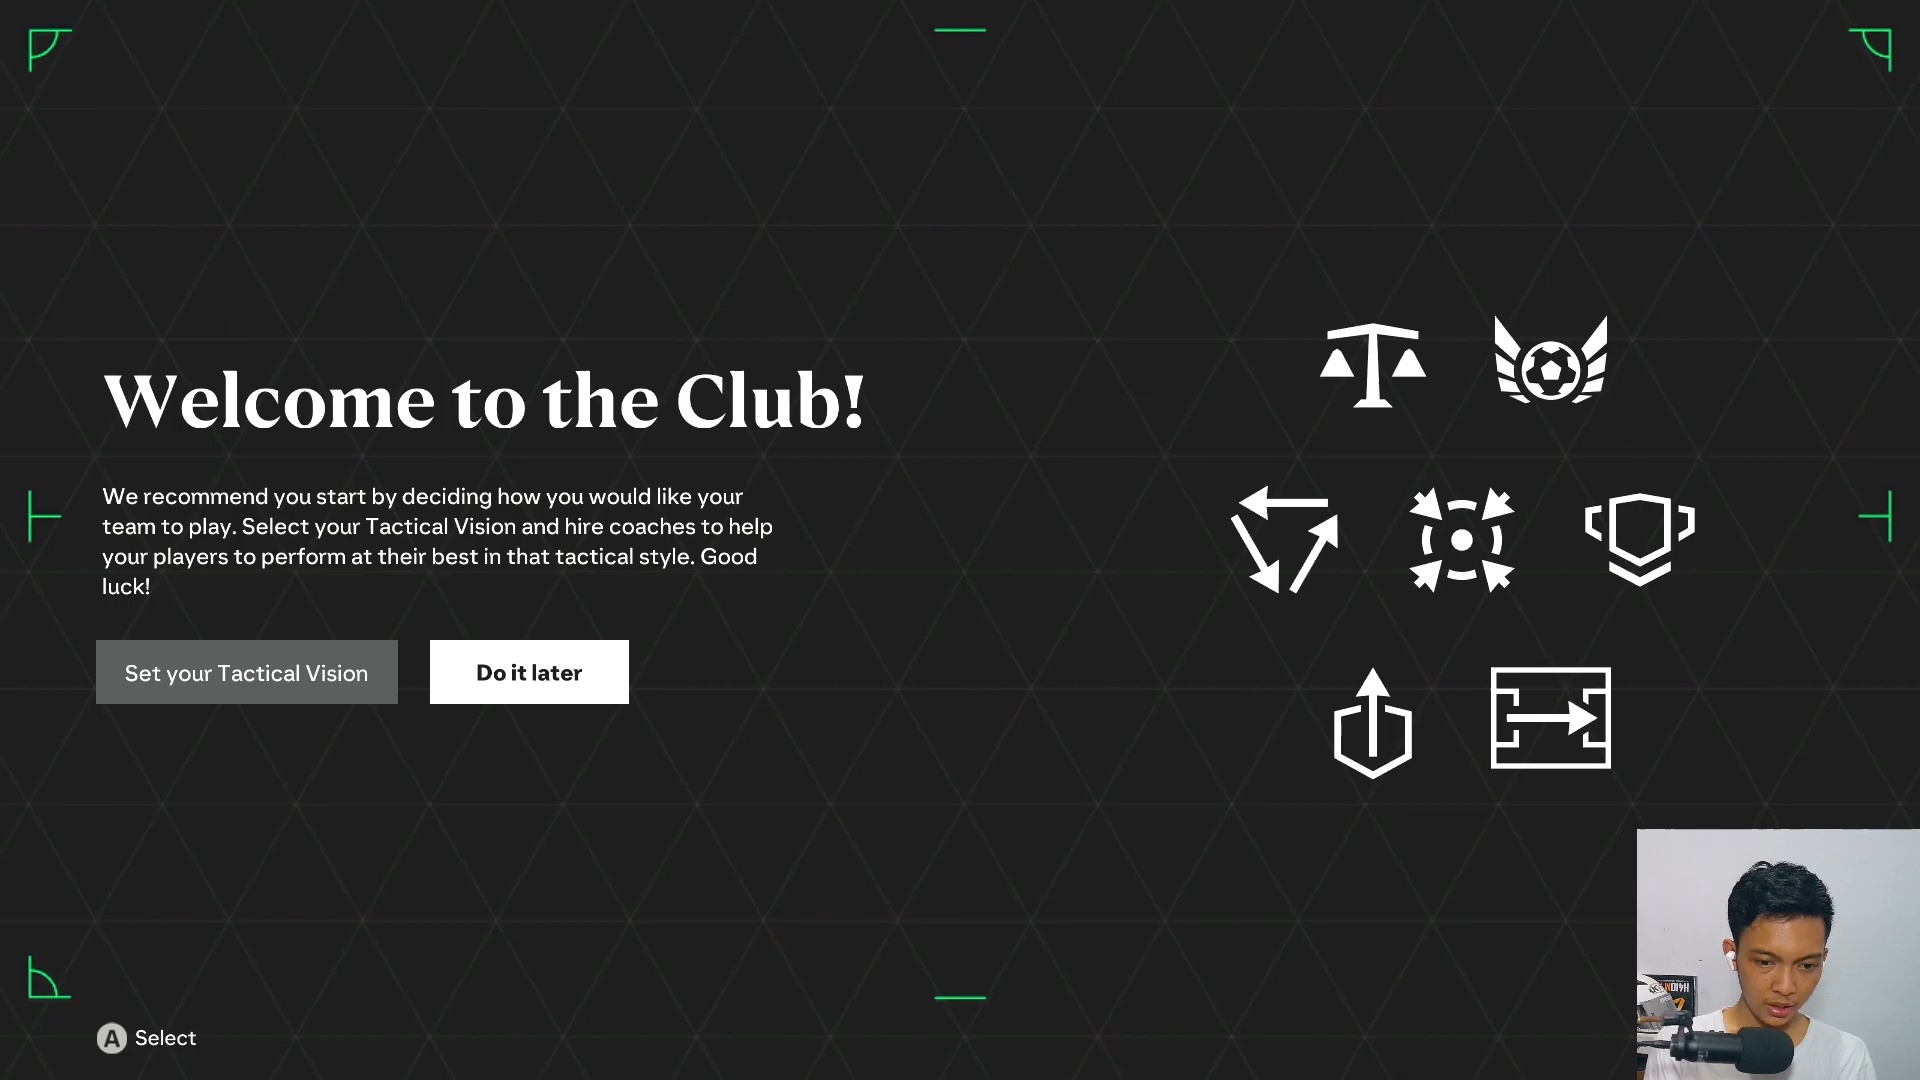 Welcome to the Club!
We recommend you start by deciding how you would like your
team to play. Select your Tactical Vision and hire coaches to help
your players to perform at their best in that tactical style. Good
luck!
Set your Tactical Vision
Do it later
A Select